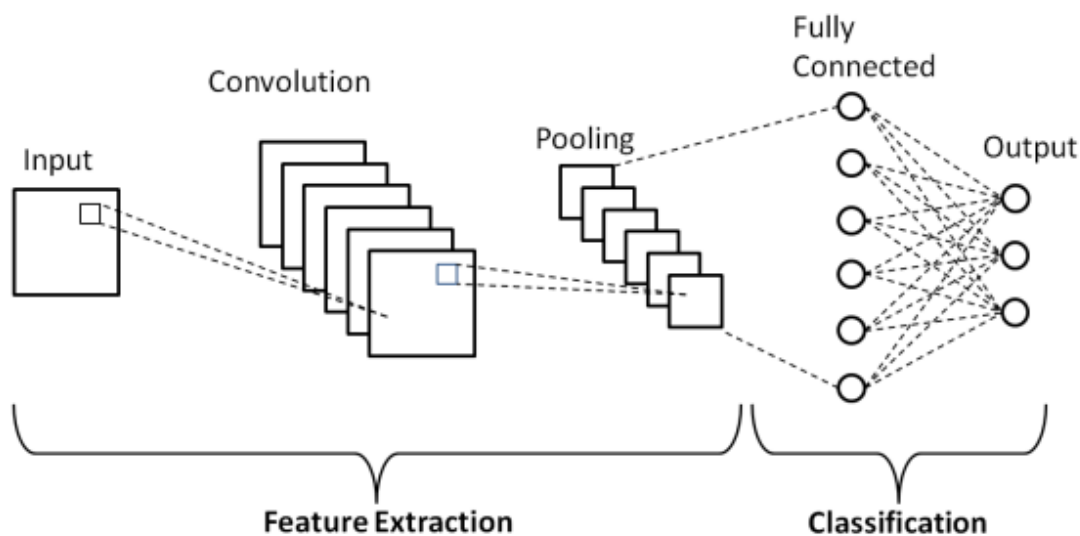 Input
Convolution
Pooling
Fully
Connected
Output
Feature Extraction
Classification